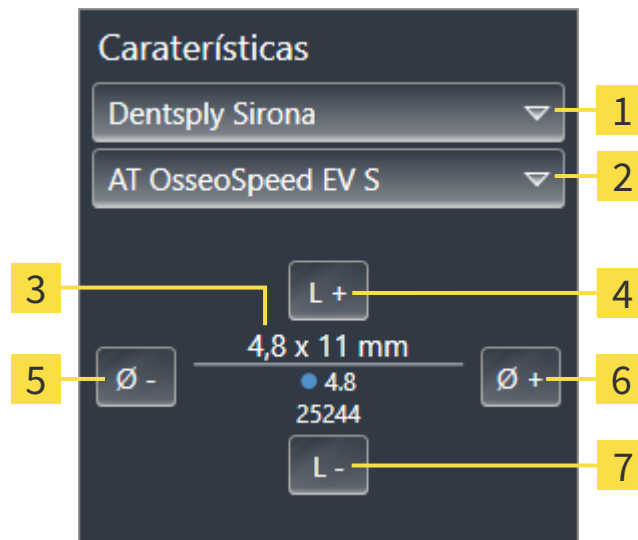 Caraterísticas
Dentsply Sirona
1
AT OsseoSpeed EV S
2
3
L +
4
4,8 x 11 mm
5
Ø -
4.8
Ø +
6
25244
L -
7